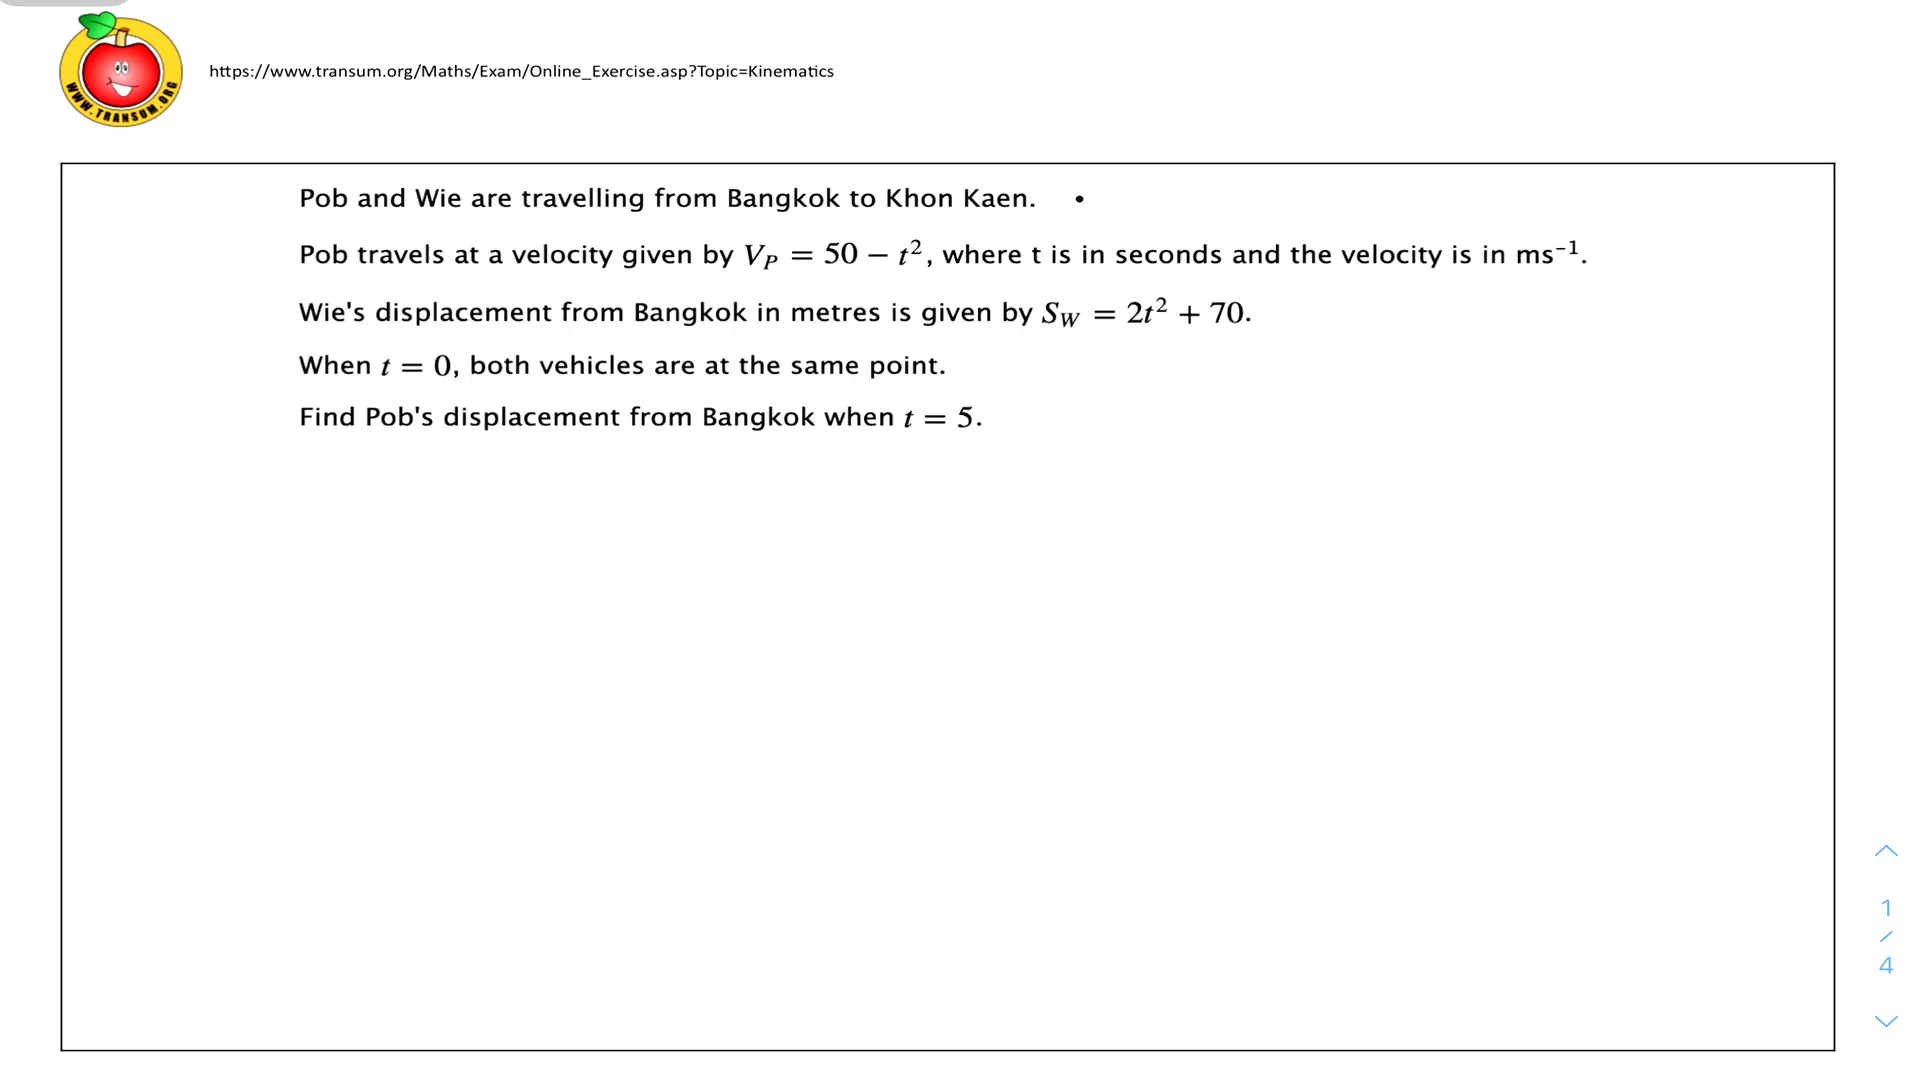 WWW.TRANSUM.ORG
https://www.transum.org/Maths/Exam/Online_Exercise.asp?Topic=Kinematics
Pob and Wie are travelling from Bangkok to Khon Kaen. •
Pob travels at a velocity given by V_P = 50 − t², where t is in seconds and the velocity is in ms⁻¹.
Wie's displacement from Bangkok in metres is given by S_W = 2t² + 70.
When t = 0, both vehicles are at the same point.
Find Pob's displacement from Bangkok when t = 5.
1
/
4